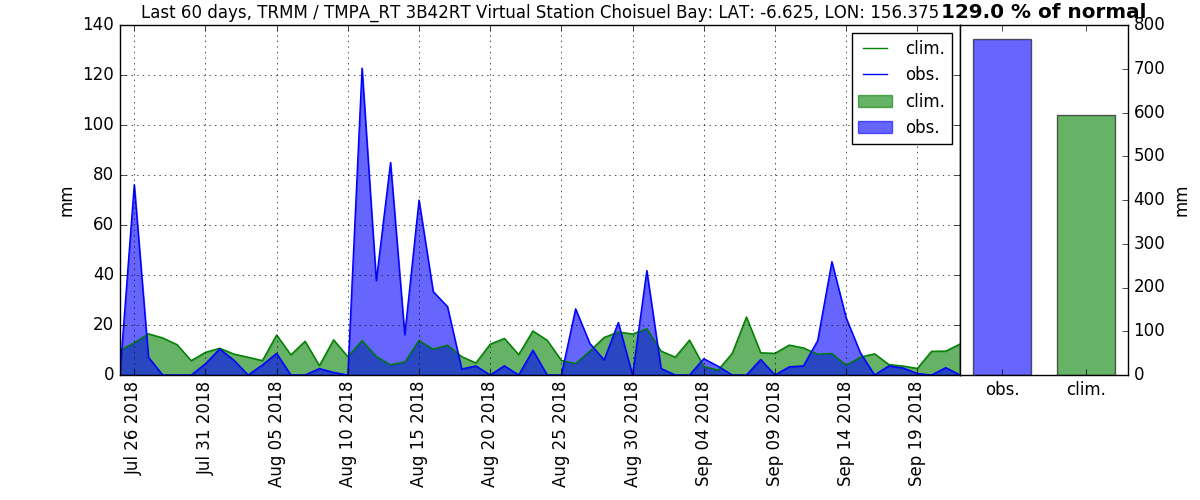 Last 60 days, TRMM / TMPA_RT 3B42RT Virtual Station Choisuel Bay: LAT: -6.625, LON: 156.375
129.0 % of normal
mm
140
120
100
80
60
40
20
0
clim.
obs.
clim.
obs.
800
700
600
500
400
300
200
100
0
mm
Jul 26 2018
Jul 31 2018
Aug 05 2018
Aug 10 2018
Aug 15 2018
Aug 20 2018
Aug 25 2018
Aug 30 2018
Sep 04 2018
Sep 09 2018
Sep 14 2018
Sep 19 2018
obs.
clim.